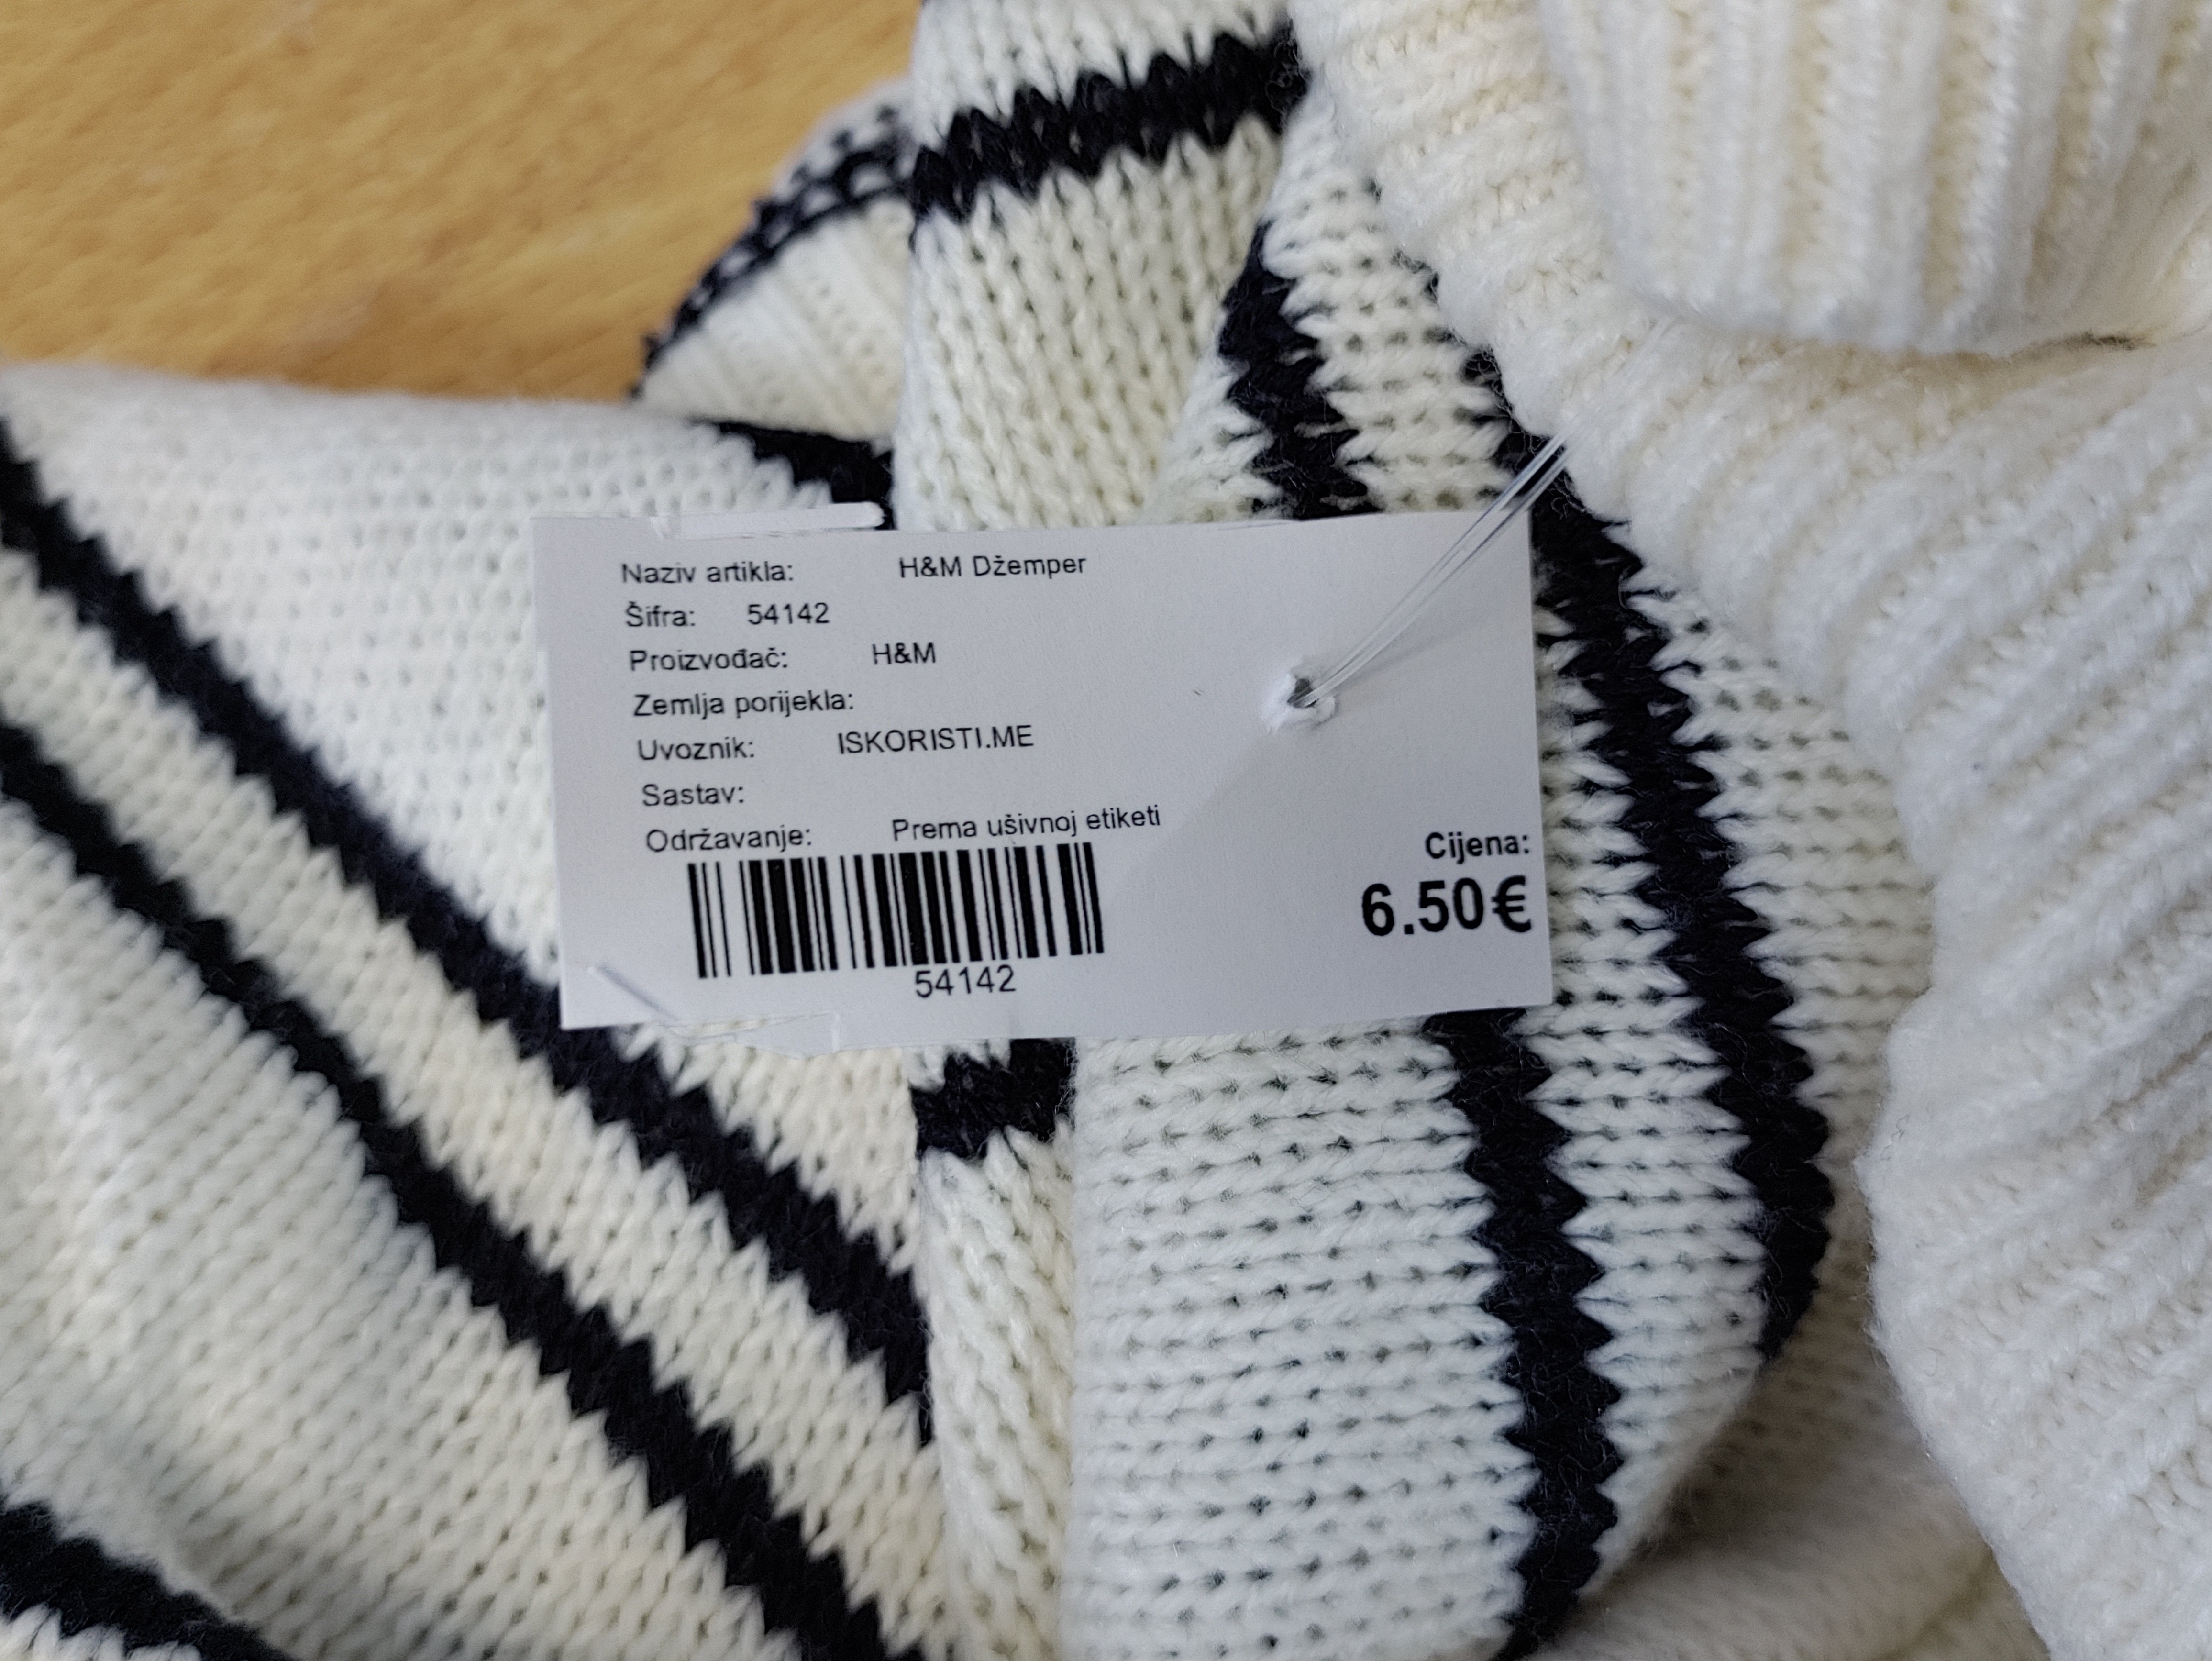 Naziv artikla: H&M Džemper
Šifra: 54142
Proizvođač: H&M
Zemlja porijekla:
Uvoznik: ISKORISTI.ME
Sastav:
Održavanje: Prema ušivnoj etiketi
Cijena:
6.50€
54142